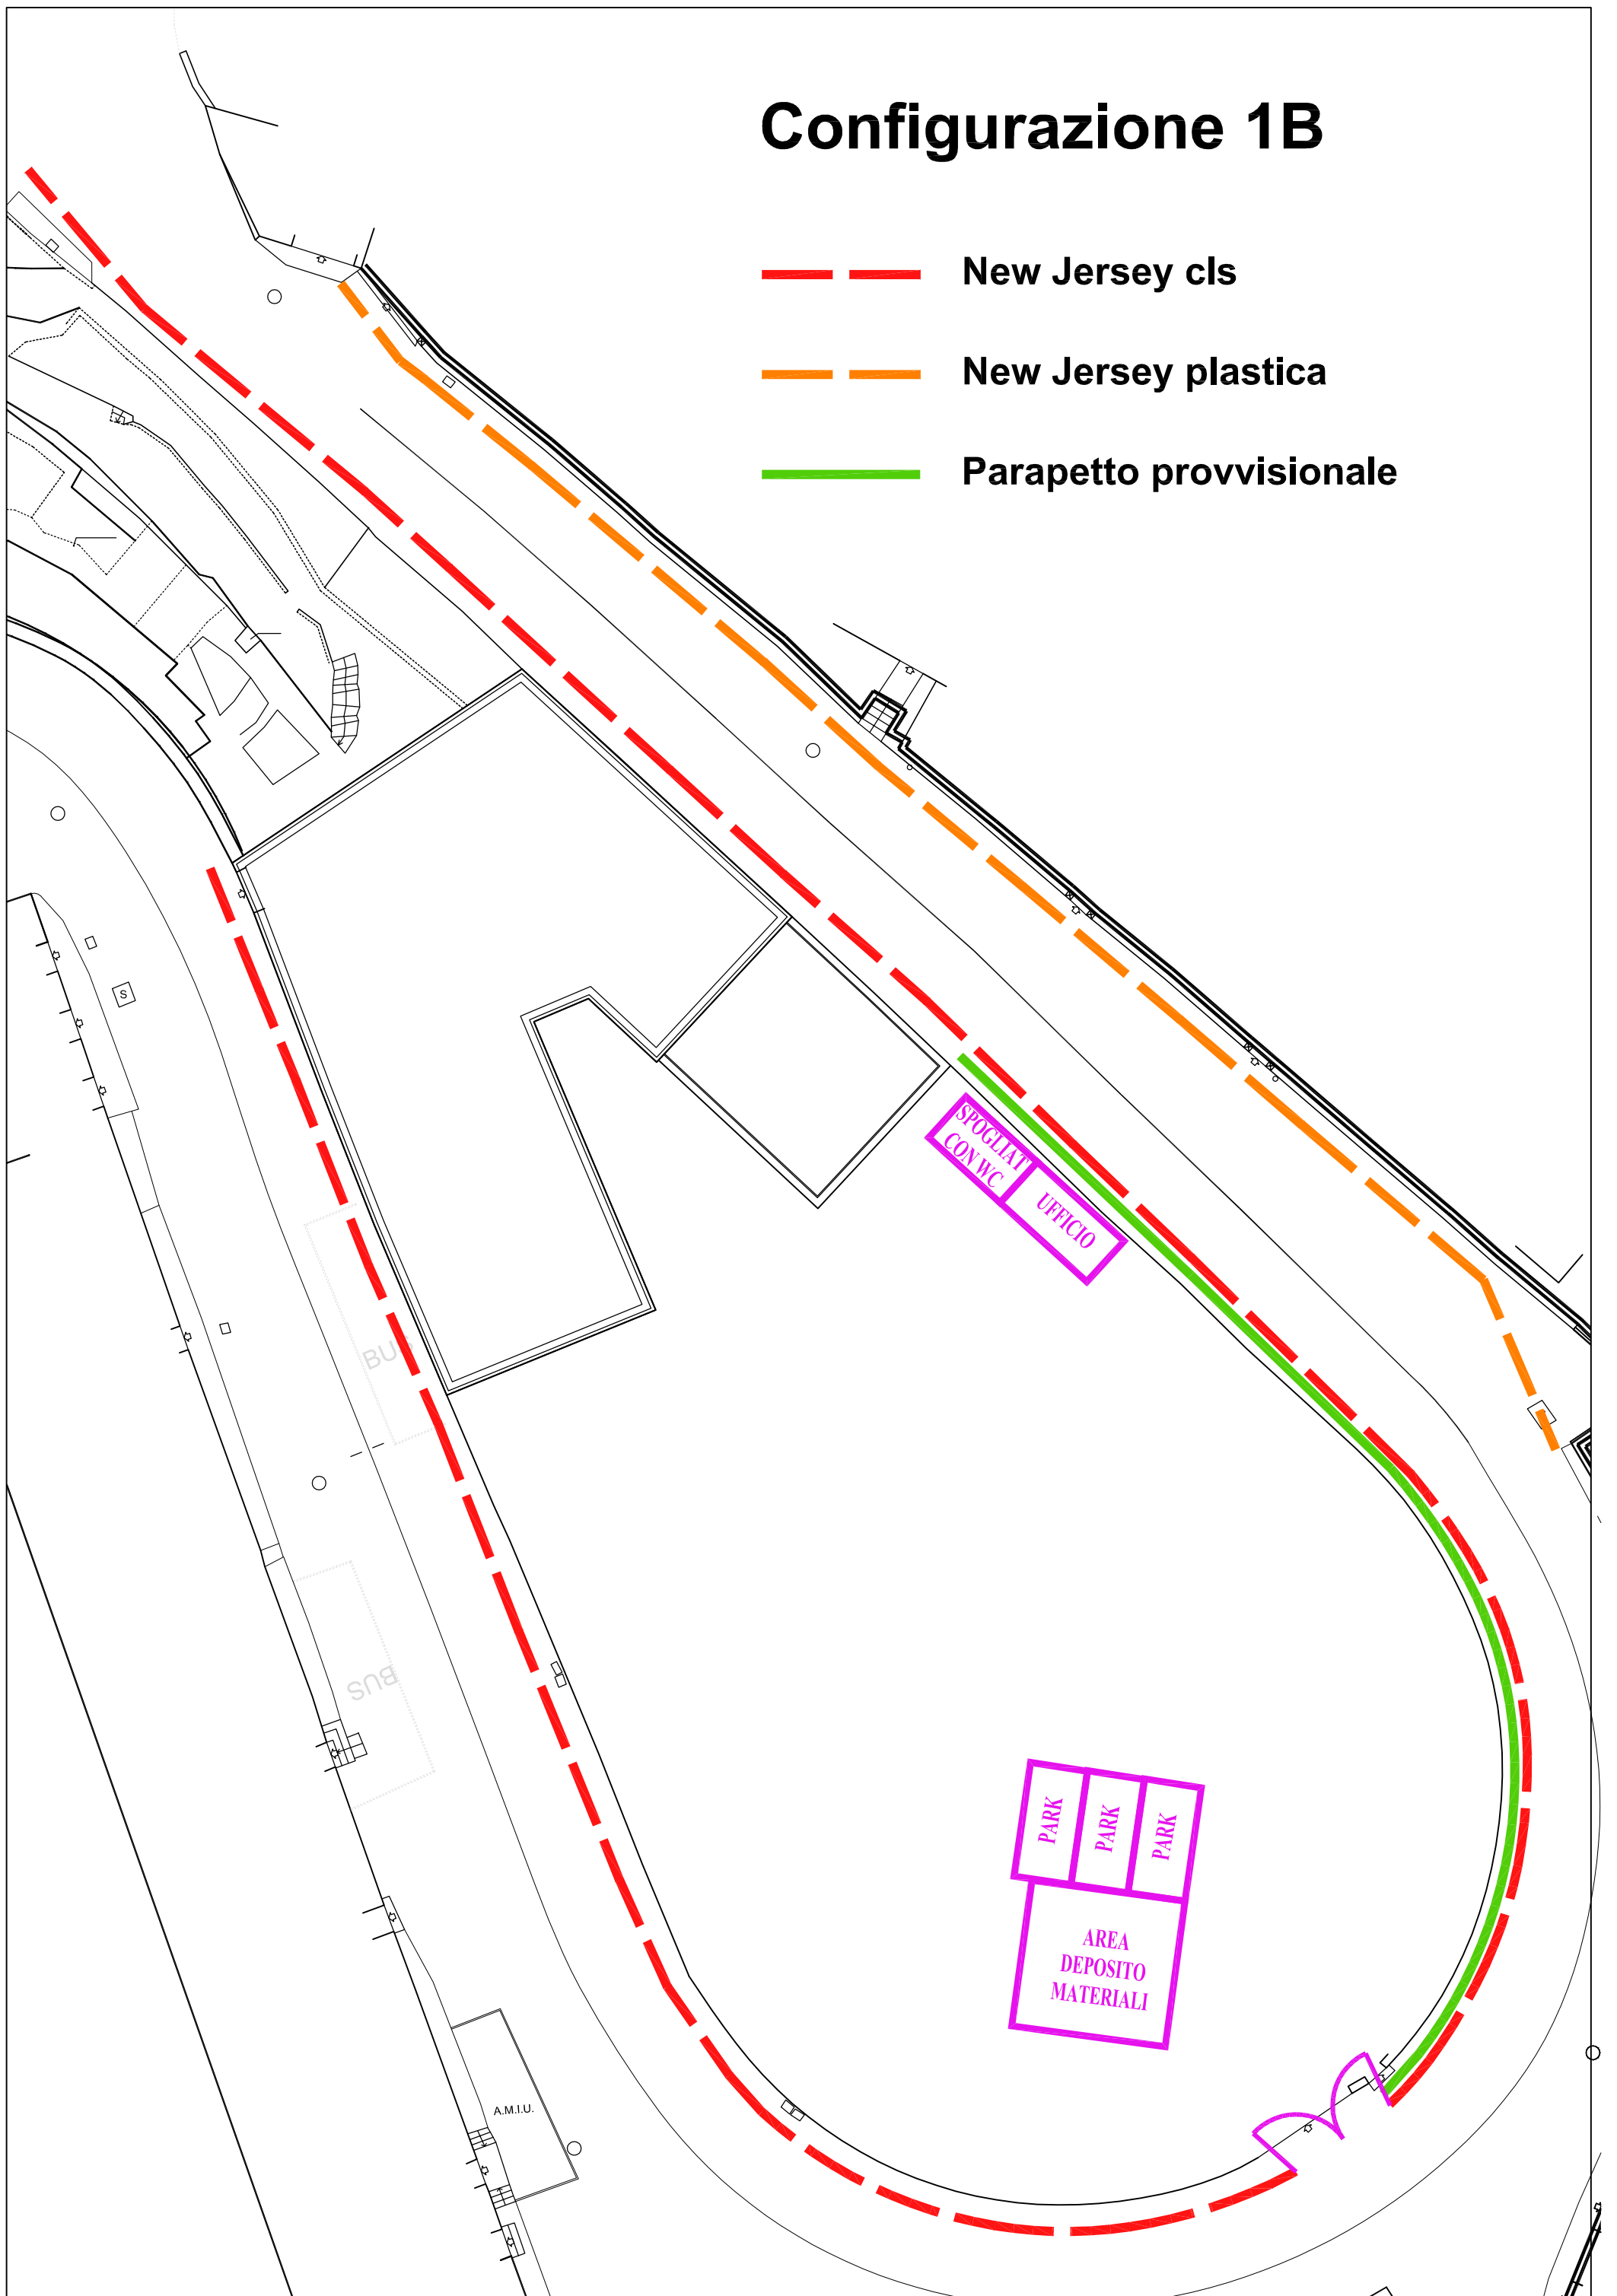 Configurazione 1B
New Jersey cls
New Jersey plastica
Parapetto provvisionale
S
SPOGLIAT
CON WC
UFFICIO
BUS
BUS
PARK
PARK
PARK
AREA
DEPOSITO
MATERIALI
A.M.I.U.